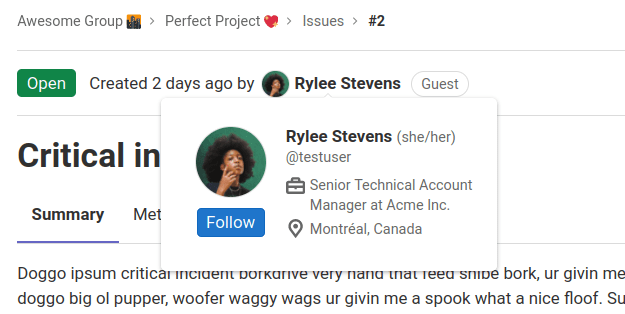 Awesome Group 🌇 > Perfect Project 💘 > Issues > #2
Open Created 2 days ago by Rylee Stevens Guest
Rylee Stevens (she/her)
@testuser
Senior Technical Account
Manager at Acme Inc.
Montréal, Canada
Follow
Critical in
Summary Met
Doggo ipsum critical incident borkdrive very hand that feed shibe bork, ur givin me
doggo big ol pupper, woofer waggy wags ur givin me a spook what a nice floof. Su